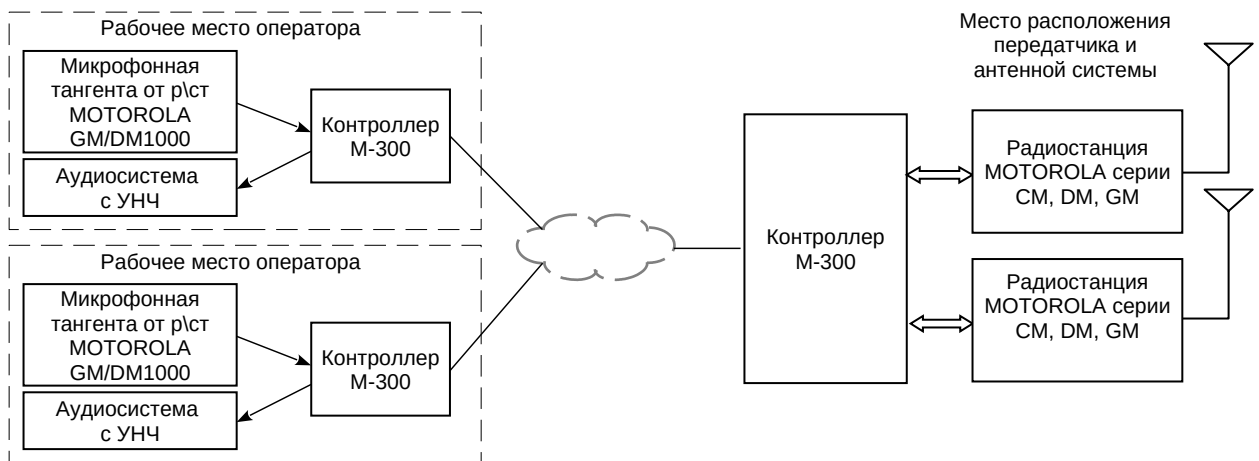 Рабочее место оператора
Микрофонная
тангента от р\ст
MOTOROLA
GM/DM1000
Аудиосистема
с УНЧ
Контроллер
М-300
Рабочее место оператора
Микрофонная
тангента от р\ст
MOTOROLA
GM/DM1000
Аудиосистема
с УНЧ
Контроллер
М-300
Контроллер
М-300
Место расположения
передатчика и
антенной системы
Радиостанция
MOTOROLA серии
CM, DM, GM
Радиостанция
MOTOROLA серии
CM, DM, GM